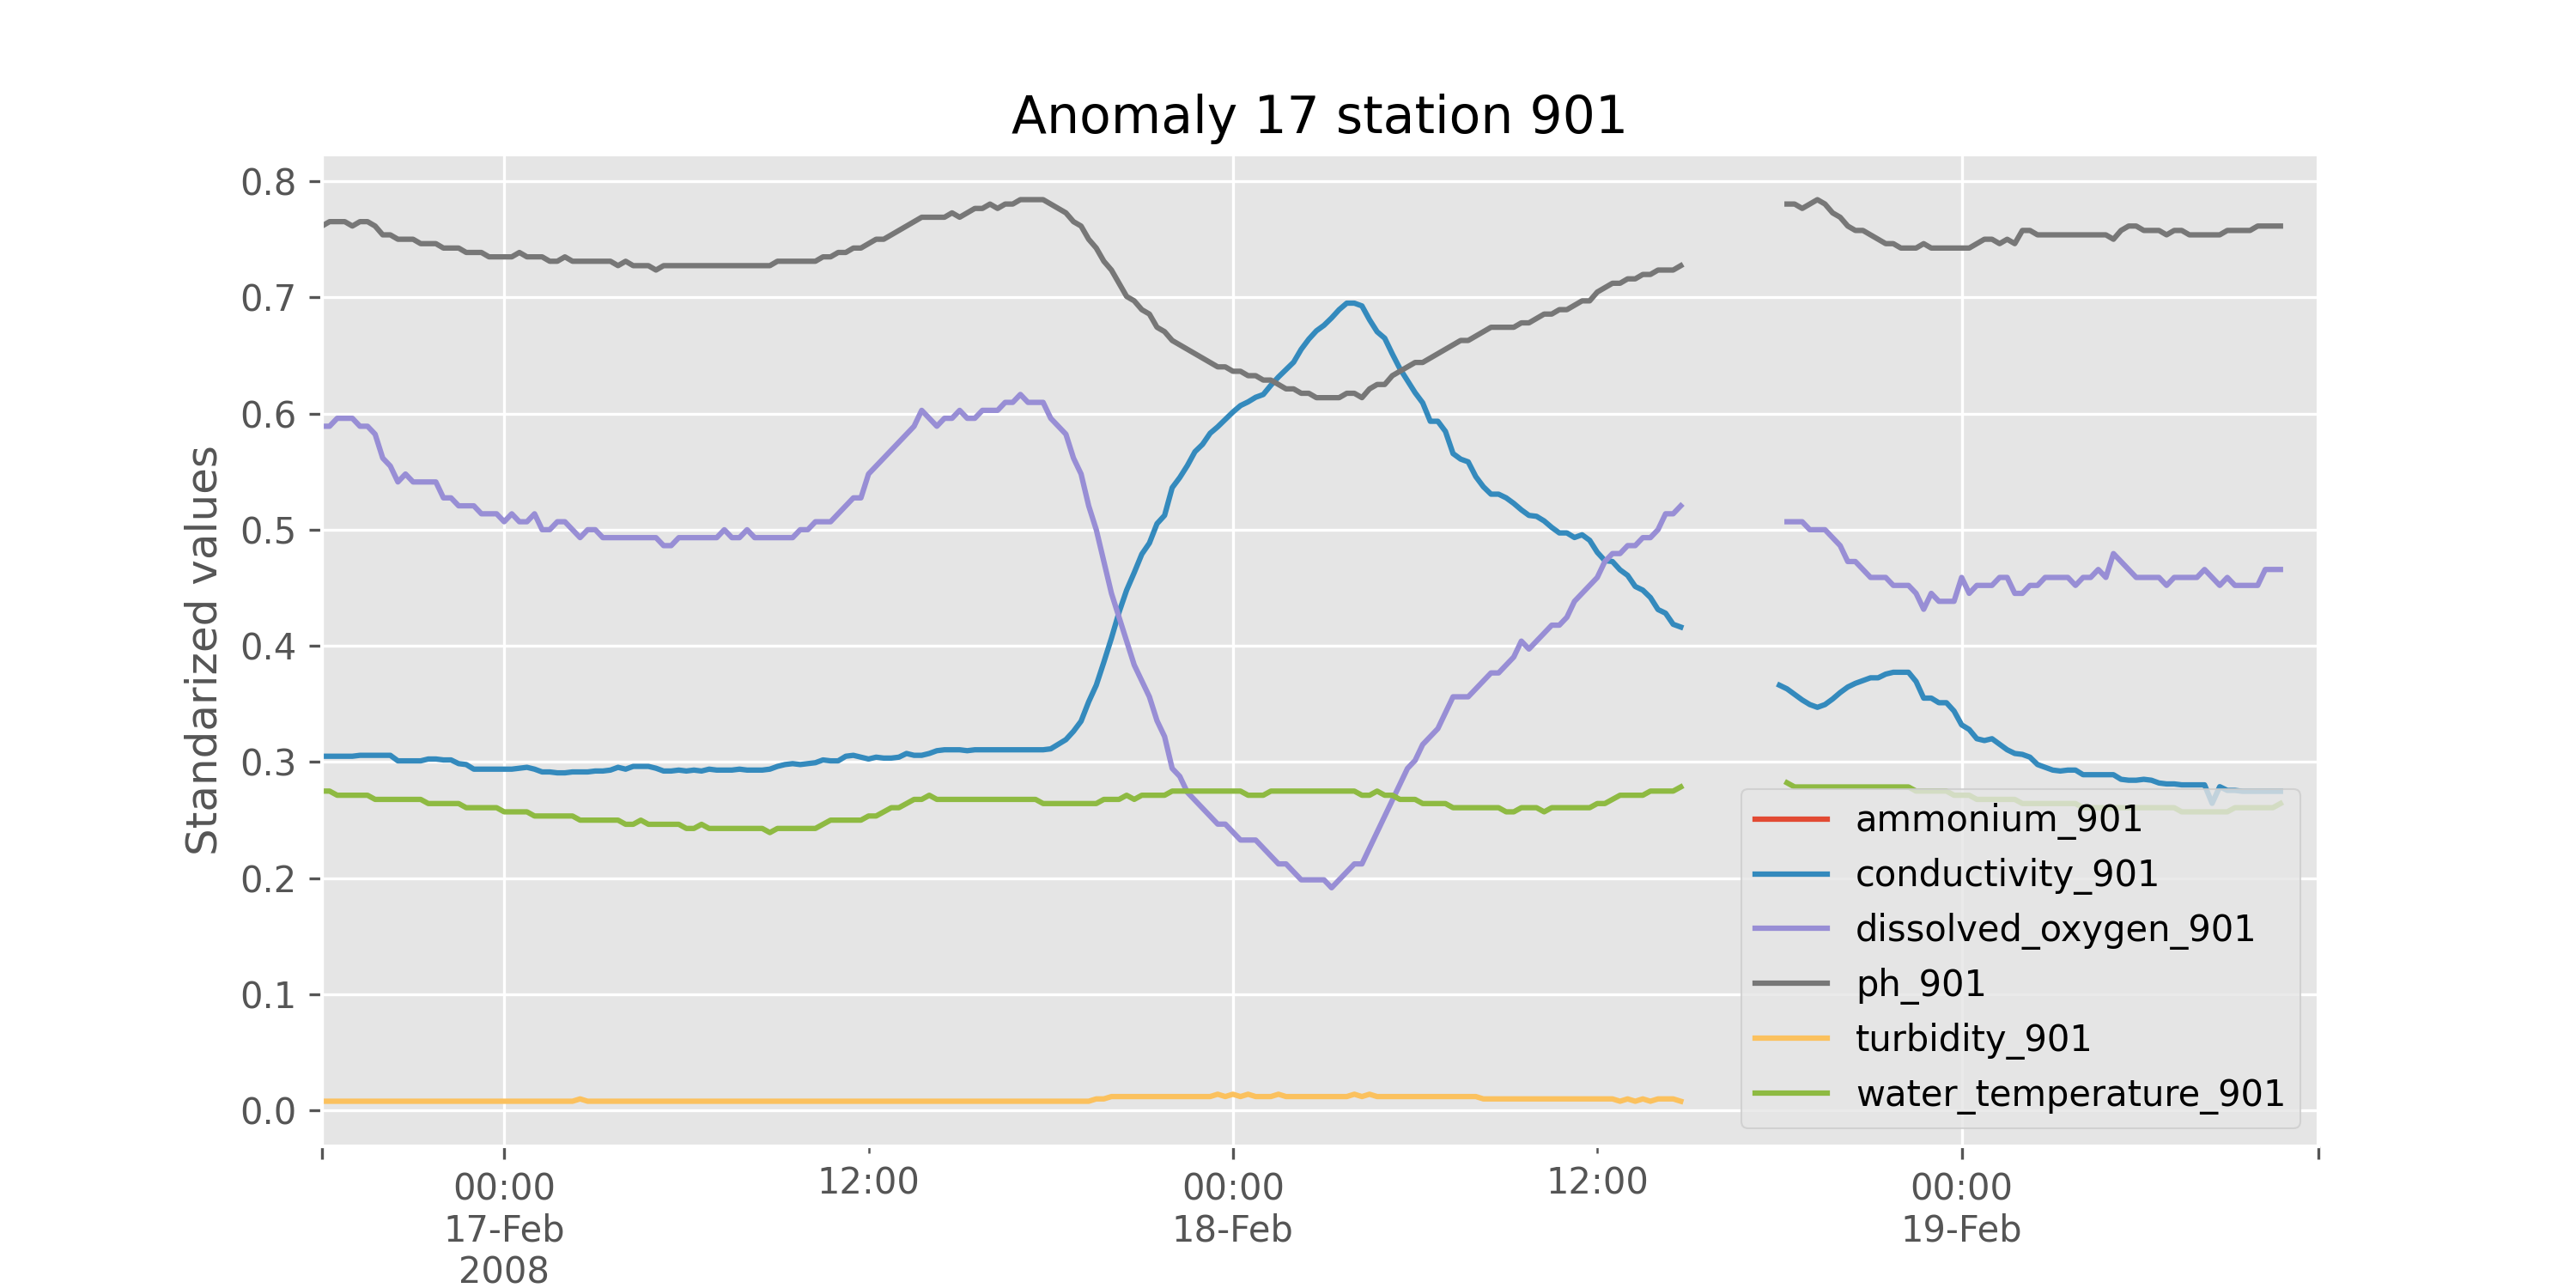 Anomaly 17 station 901
Standarized values
0.8
0.7
0.6
0.5
0.4
0.3
0.2
0.1
0.0
ammonium_901
conductivity_901
dissolved_oxygen_901
ph_901
turbidity_901
water_temperature_901
00:00 12:00 00:00 12:00 00:00
17-Feb 18-Feb 19-Feb
2008